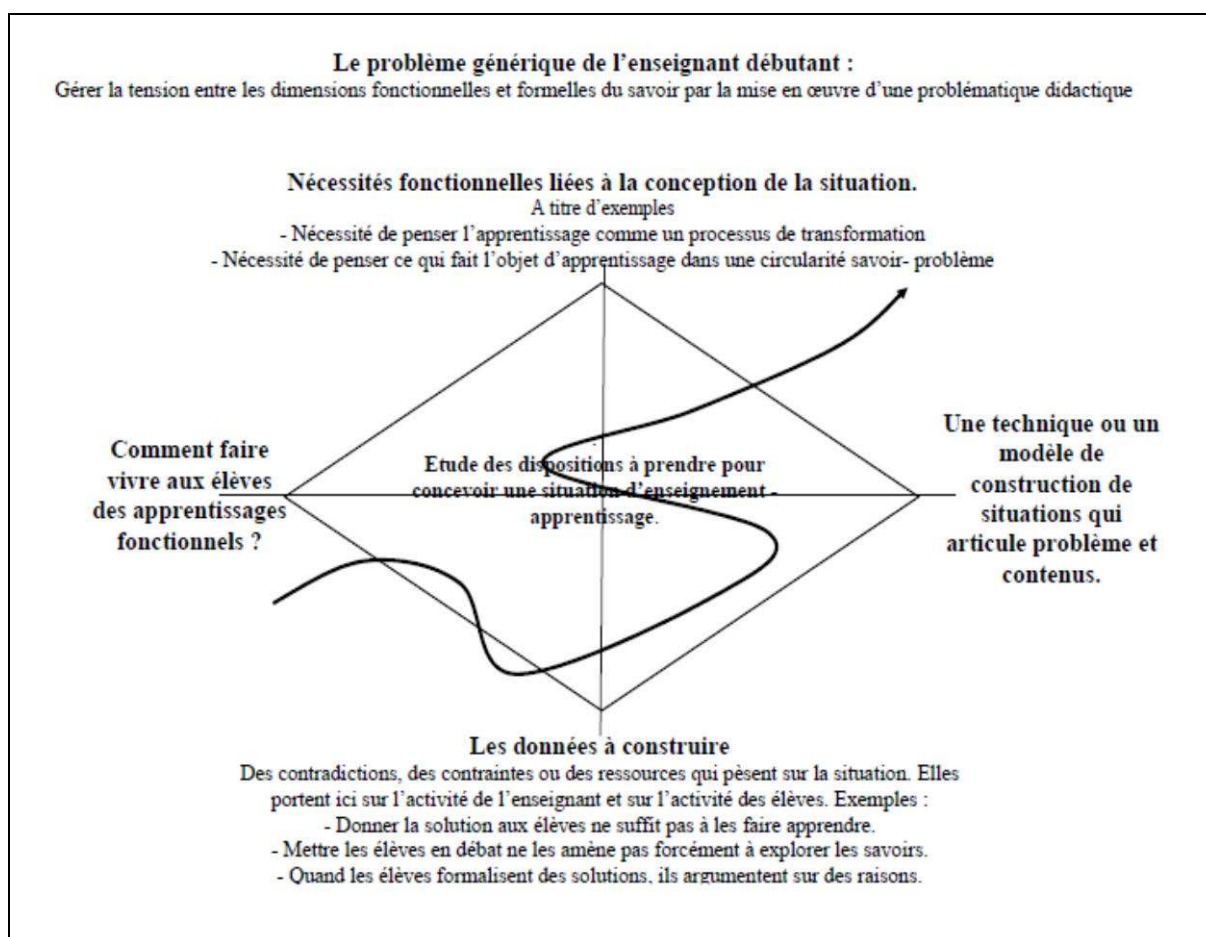 Le problème générique de l'enseignant débutant :
Gérer la tension entre les dimensions fonctionnelles et formelles du savoir par la mise en œuvre d'une problématique didactique
Nécessités fonctionnelles liées à la conception de la situation.
A titre d'exemples
- Nécessité de penser l'apprentissage comme un processus de transformation
- Nécessité de penser ce qui fait l'objet d'apprentissage dans une circularité savoir- problème
Comment faire
vivre aux élèves
des apprentissages
fonctionnels ?
Etude des dispositions à prendre pour
concevoir une situation d'enseignement -
apprentissage.
Une technique ou un
modèle de
construction de
situations qui
articule problème et
contenus.
Les données à construire
Des contradictions, des contraintes ou des ressources qui pèsent sur la situation. Elles
portent ici sur l'activité de l'enseignant et sur l'activité des élèves. Exemples :
- Donner la solution aux élèves ne suffit pas à les faire apprendre.
- Mettre les élèves en débat ne les amène pas forcément à explorer les savoirs.
- Quand les élèves formalisent des solutions, ils argumentent sur des raisons.